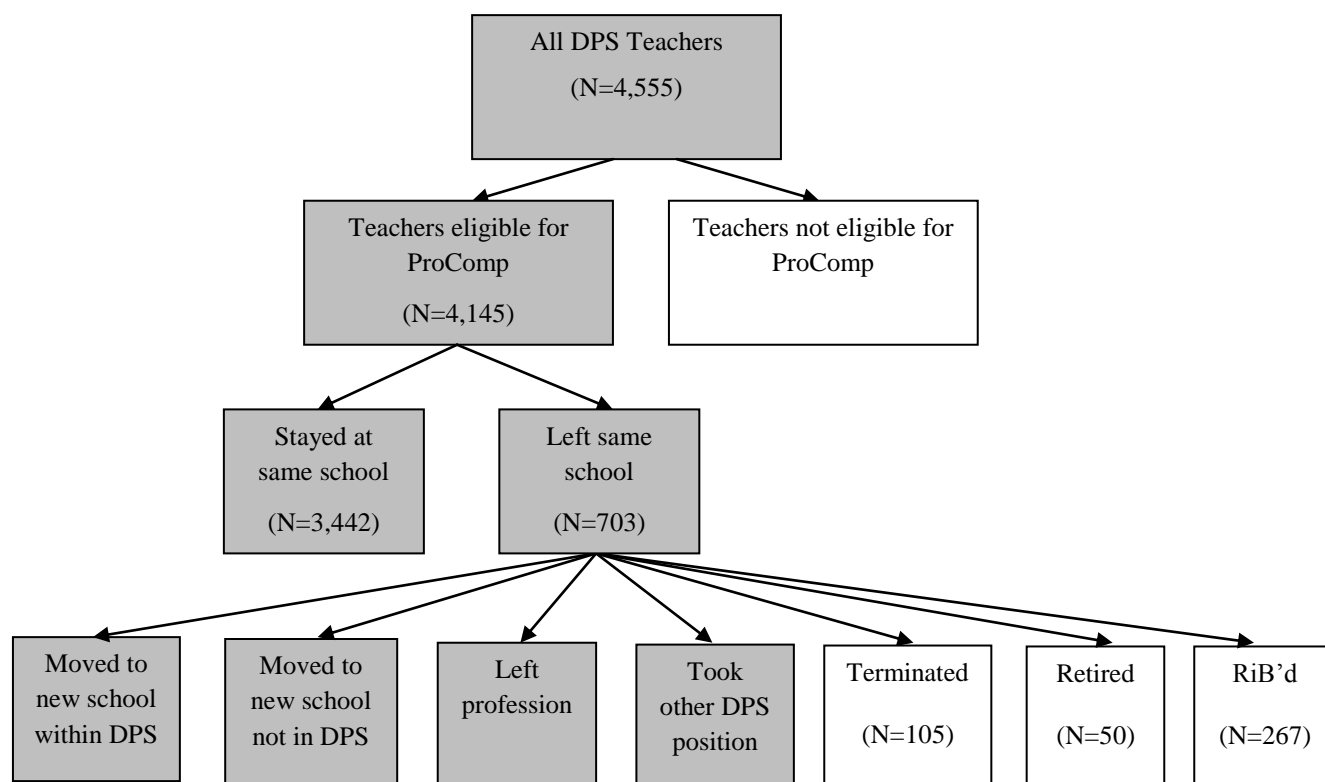 All DPS Teachers
(N=4,555)
Teachers eligible for
ProComp
(N=4,145)
Teachers not eligible for
ProComp
Stayed at
same school
(N=3,442)
Left same
school
(N=703)
Moved to
new school
within DPS
Moved to
new school
not in DPS
Left
profession
Took
other DPS
position
Terminated
(N=105)
Retired
(N=50)
RiB’d
(N=267)